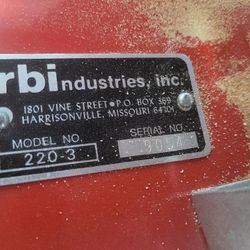 rbi industries, inc.
1801 VINE STREET • P.O. BOX 369
HARRISONVILLE, MISSOURI 64701
MODEL NO. SERIAL NO.
220-3